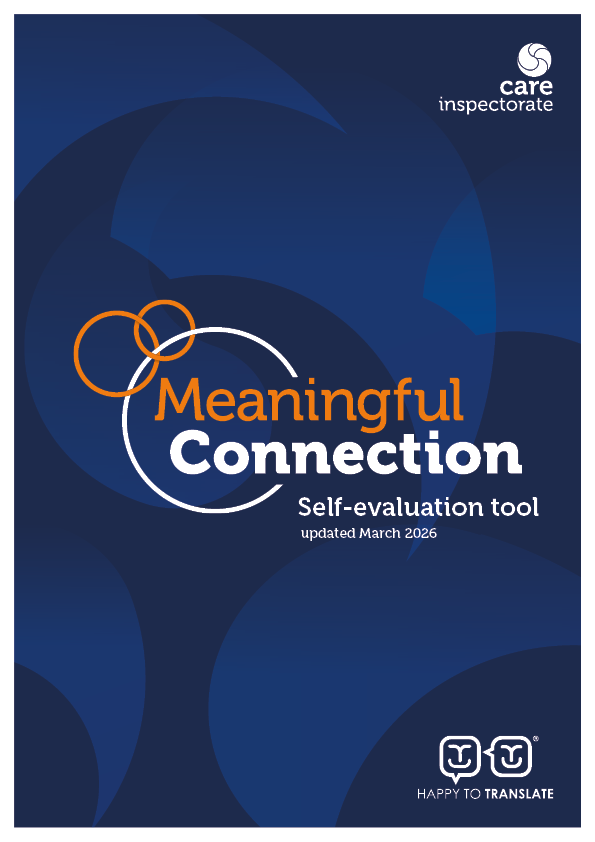 care
inspectorate
Meaningful
Connection
Self-evaluation tool
updated March 2026
®
HAPPY TO TRANSLATE